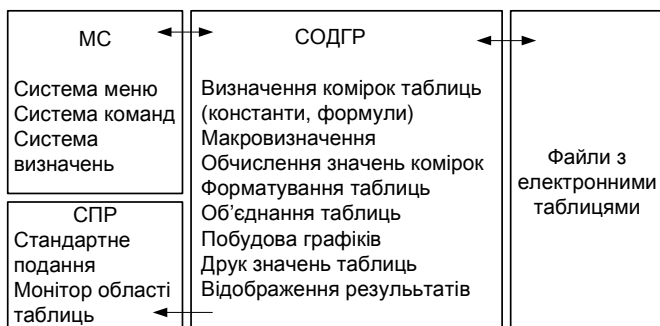 МС
Система меню
Система команд
Система
визначень
СПР
Стандартне
подання
Монітор області
таблиць
СОДГР
Визначення комірок таблиць
(константи, формули)
Макровизначення
Обчислення значень комірок
Форматування таблиць
Об’єднання таблиць
Побудова графіків
Друк значень таблиць
Відображення резулььтатів
Файли з
електронними
таблицями